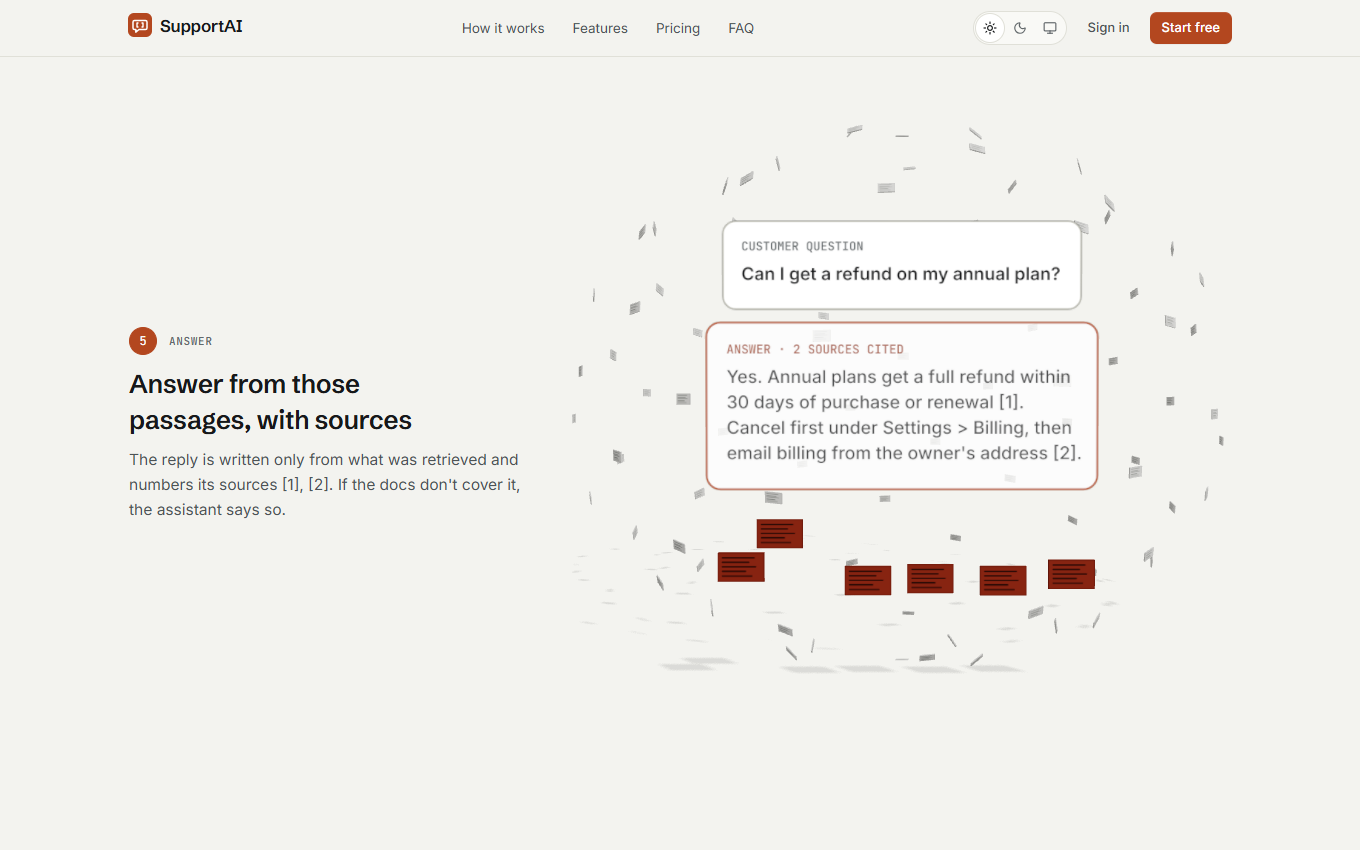 SupportAI
How it works
Features
Pricing
FAQ
Sign in
Start free
5
ANSWER
Answer from those
passages, with sources
The reply is written only from what was retrieved and
numbers its sources [1], [2]. If the docs don't cover it,
the assistant says so.
CUSTOMER QUESTION
Can I get a refund on my annual plan?
ANSWER · 2 SOURCES CITED
Yes. Annual plans get a full refund within
30 days of purchase or renewal [1].
Cancel first under Settings > Billing, then
email billing from the owner's address [2].